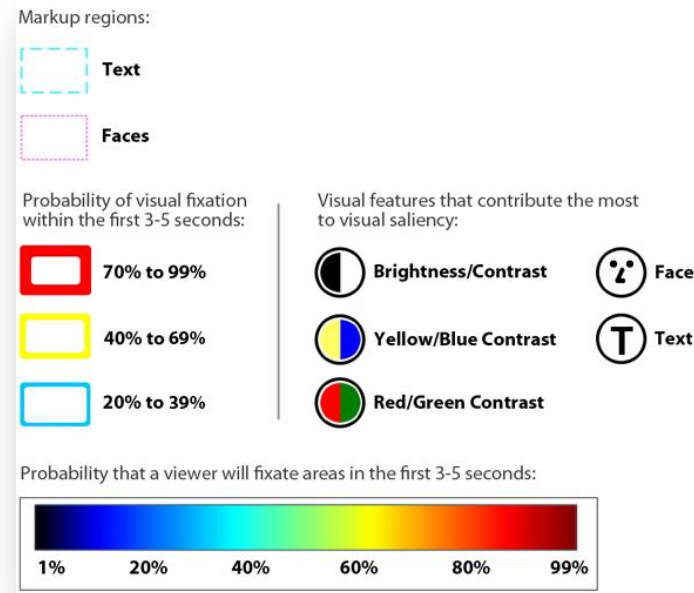 Markup regions:
Text
Faces
Probability of visual fixation
within the first 3-5 seconds:
70% to 99%
40% to 69%
20% to 39%
Visual features that contribute the most
to visual saliency:
Brightness/Contrast
Yellow/Blue Contrast
Red/Green Contrast
Face
T Text
Probability that a viewer will fixate areas in the first 3-5 seconds:
1% 20% 40% 60% 80% 99%